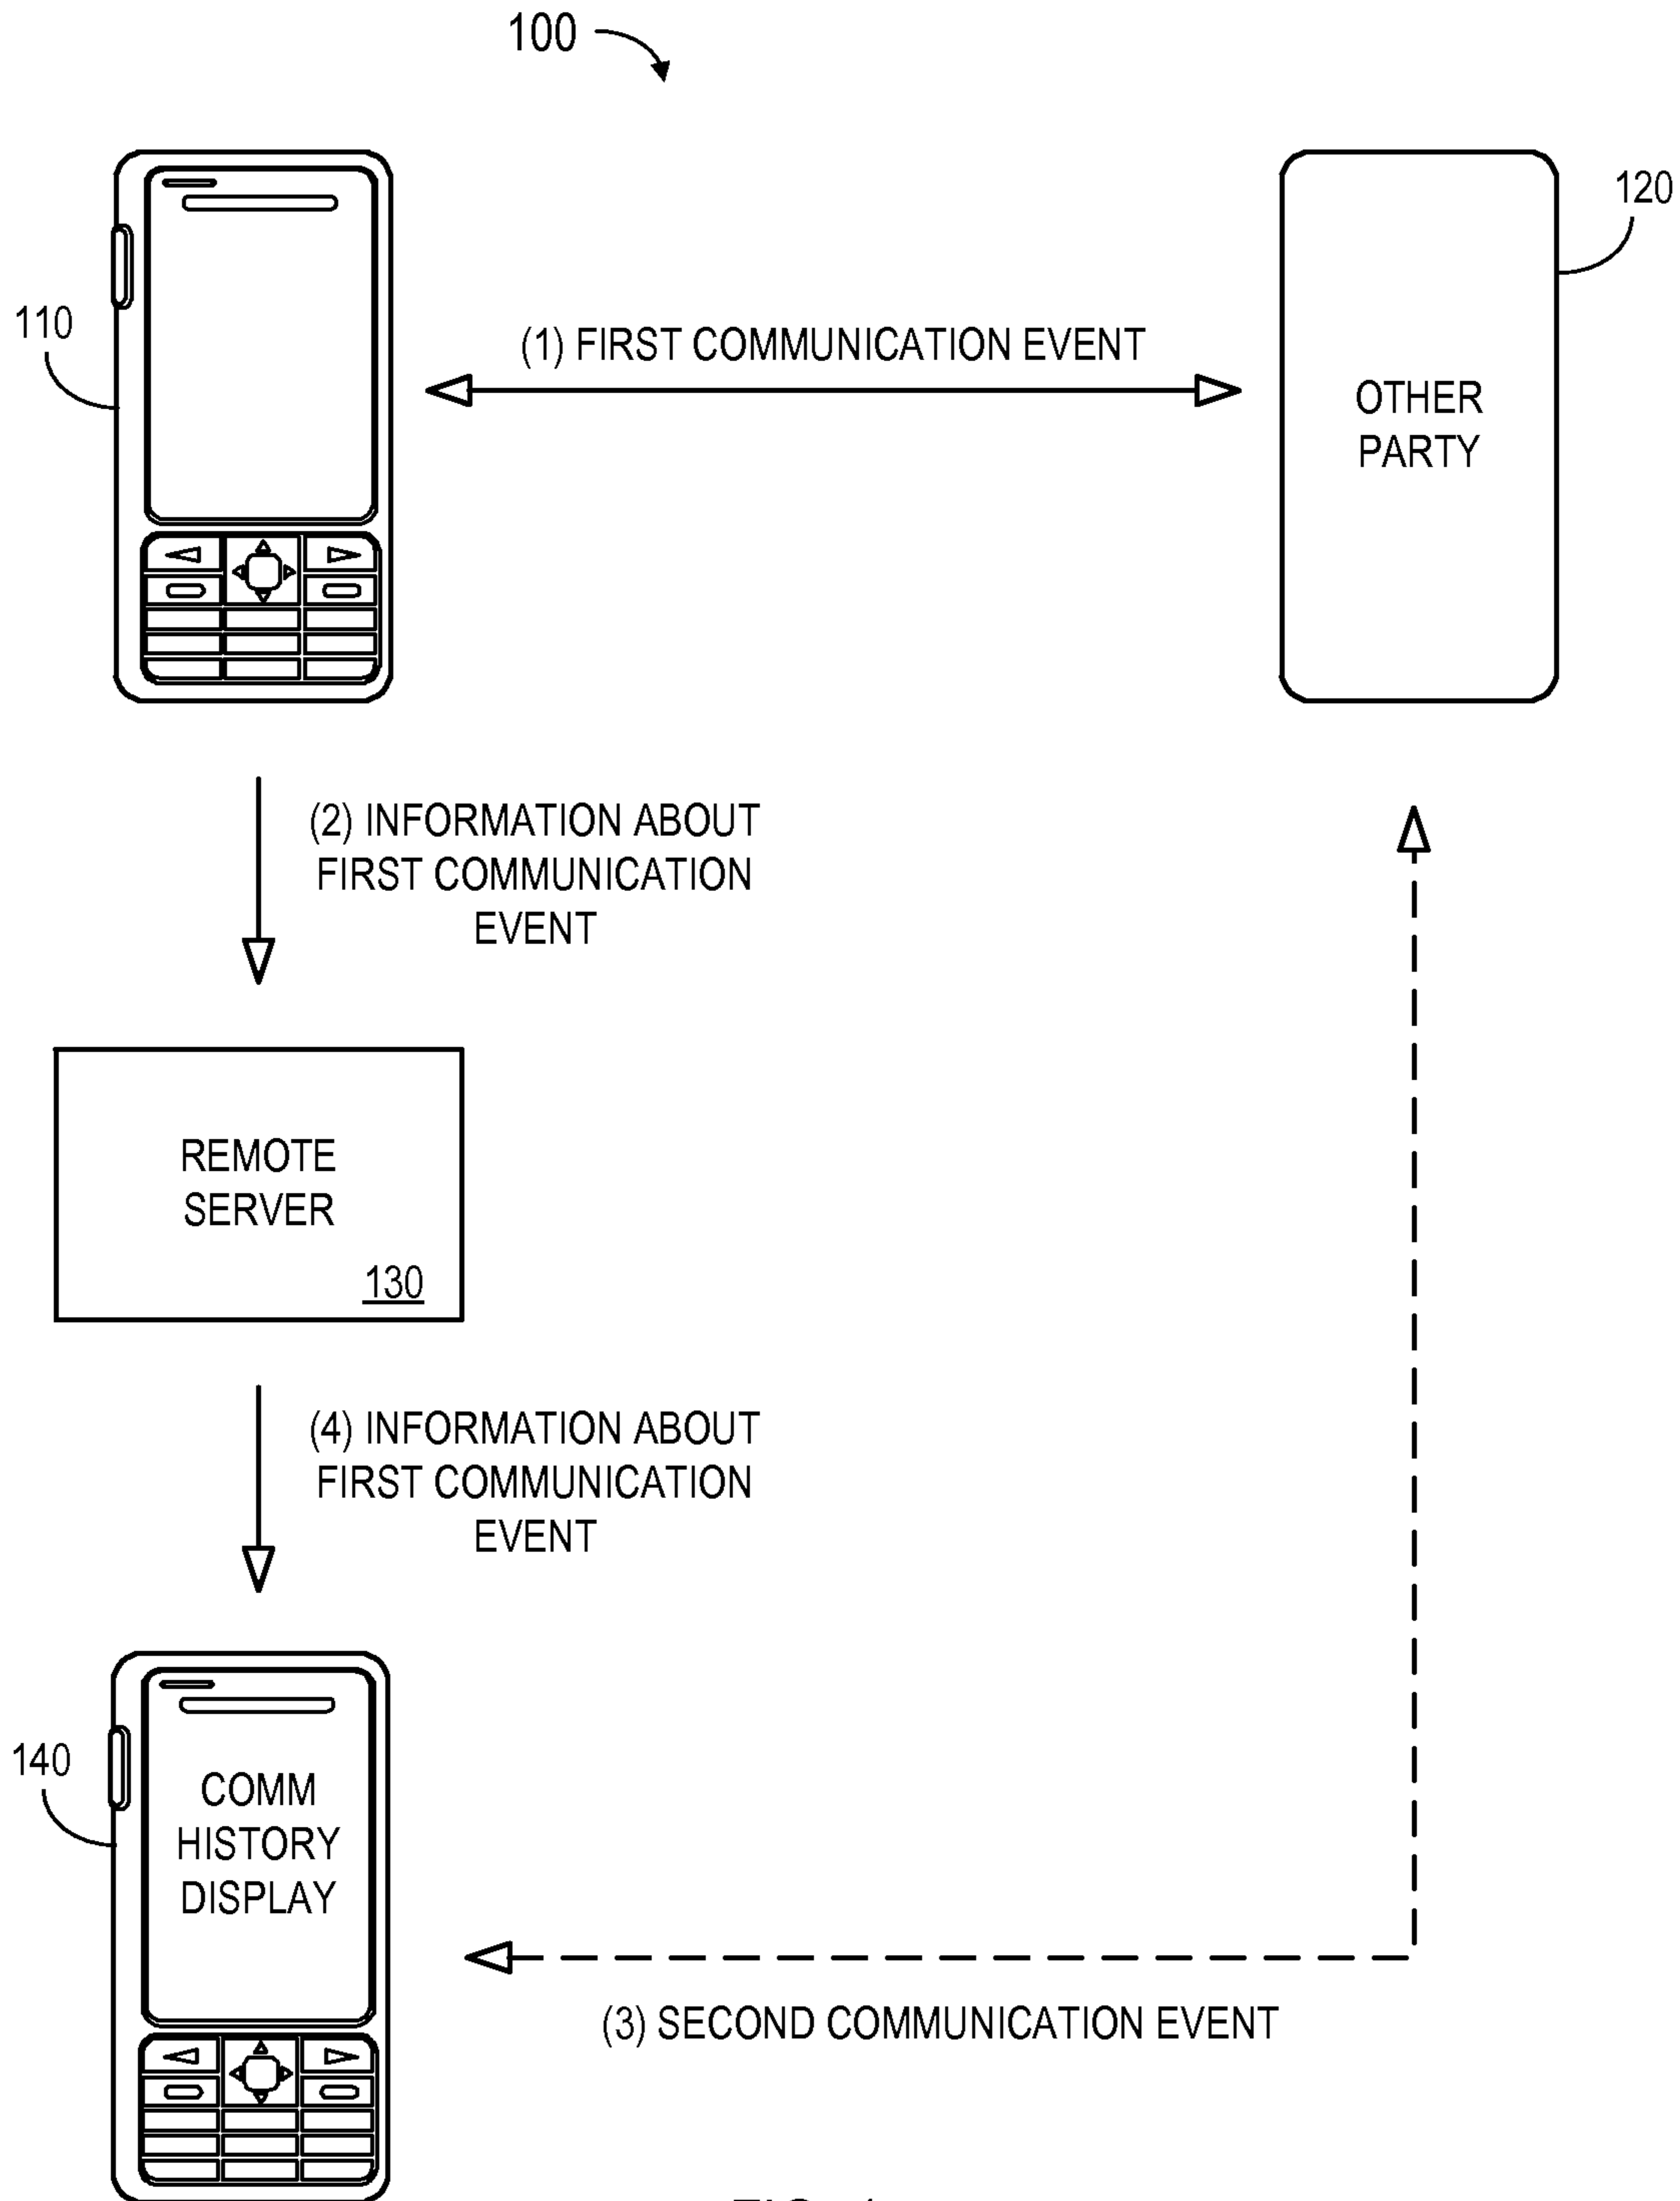 100
120
110
(1) FIRST COMMUNICATION EVENT
OTHER
PARTY
(2) INFORMATION ABOUT
FIRST COMMUNICATION
EVENT
REMOTE
SERVER
130
(4) INFORMATION ABOUT
FIRST COMMUNICATION
EVENT
140
COMM
HISTORY
DISPLAY
(3) SECOND COMMUNICATION EVENT